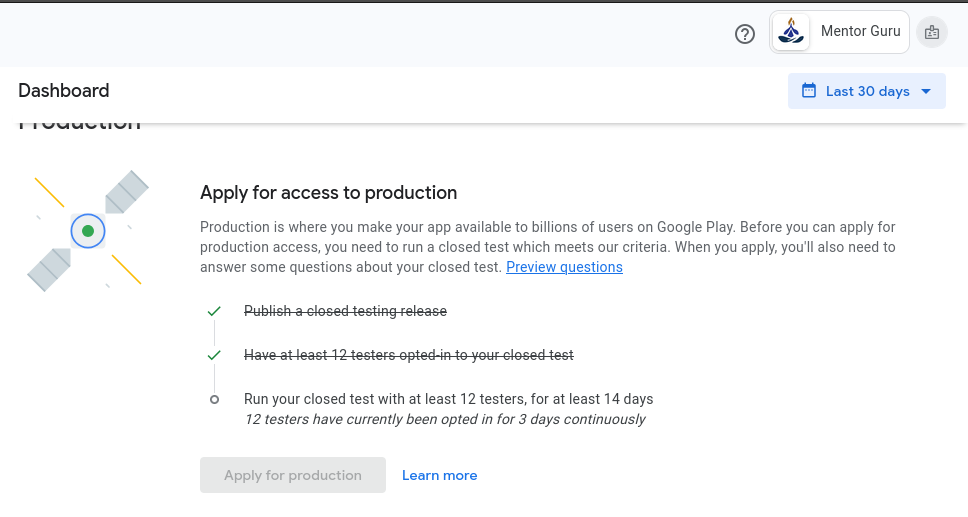 Mentor Guru
Dashboard
Last 30 days
Production
Apply for access to production
Production is where you make your app available to billions of users on Google Play. Before you can apply for
production access, you need to run a closed test which meets our criteria. When you apply, you'll also need to
answer some questions about your closed test. Preview questions
Publish a closed testing release
Have at least 12 testers opted-in to your closed test
Run your closed test with at least 12 testers, for at least 14 days
12 testers have currently been opted in for 3 days continuously
Apply for production Learn more